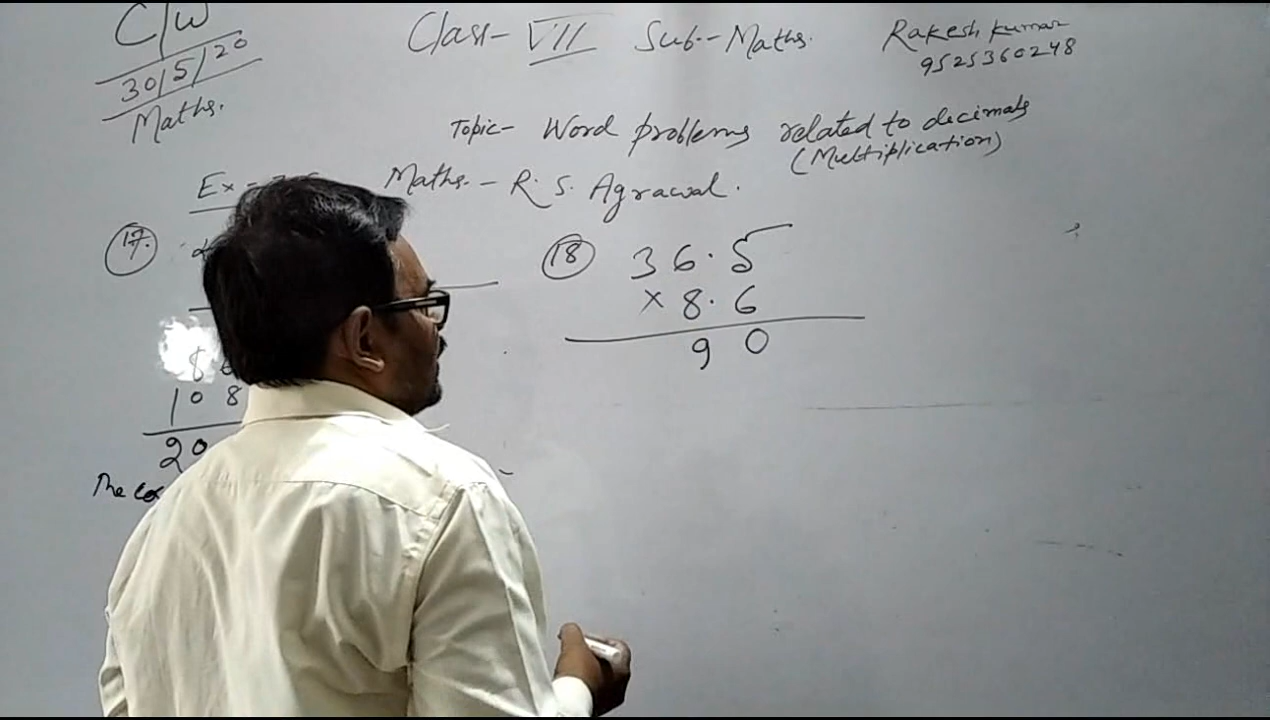 C/W
30/5/20
Maths.
Class- VII Sub:- Maths.
Rakesh kumar
9525360248
Topic- Word problems related to decimals
(Multiplication)
Maths. - R. S. Agrawal.
Ex
17.
8
1 0 8
2 0
The
18 36.5
× 8.6
9 0